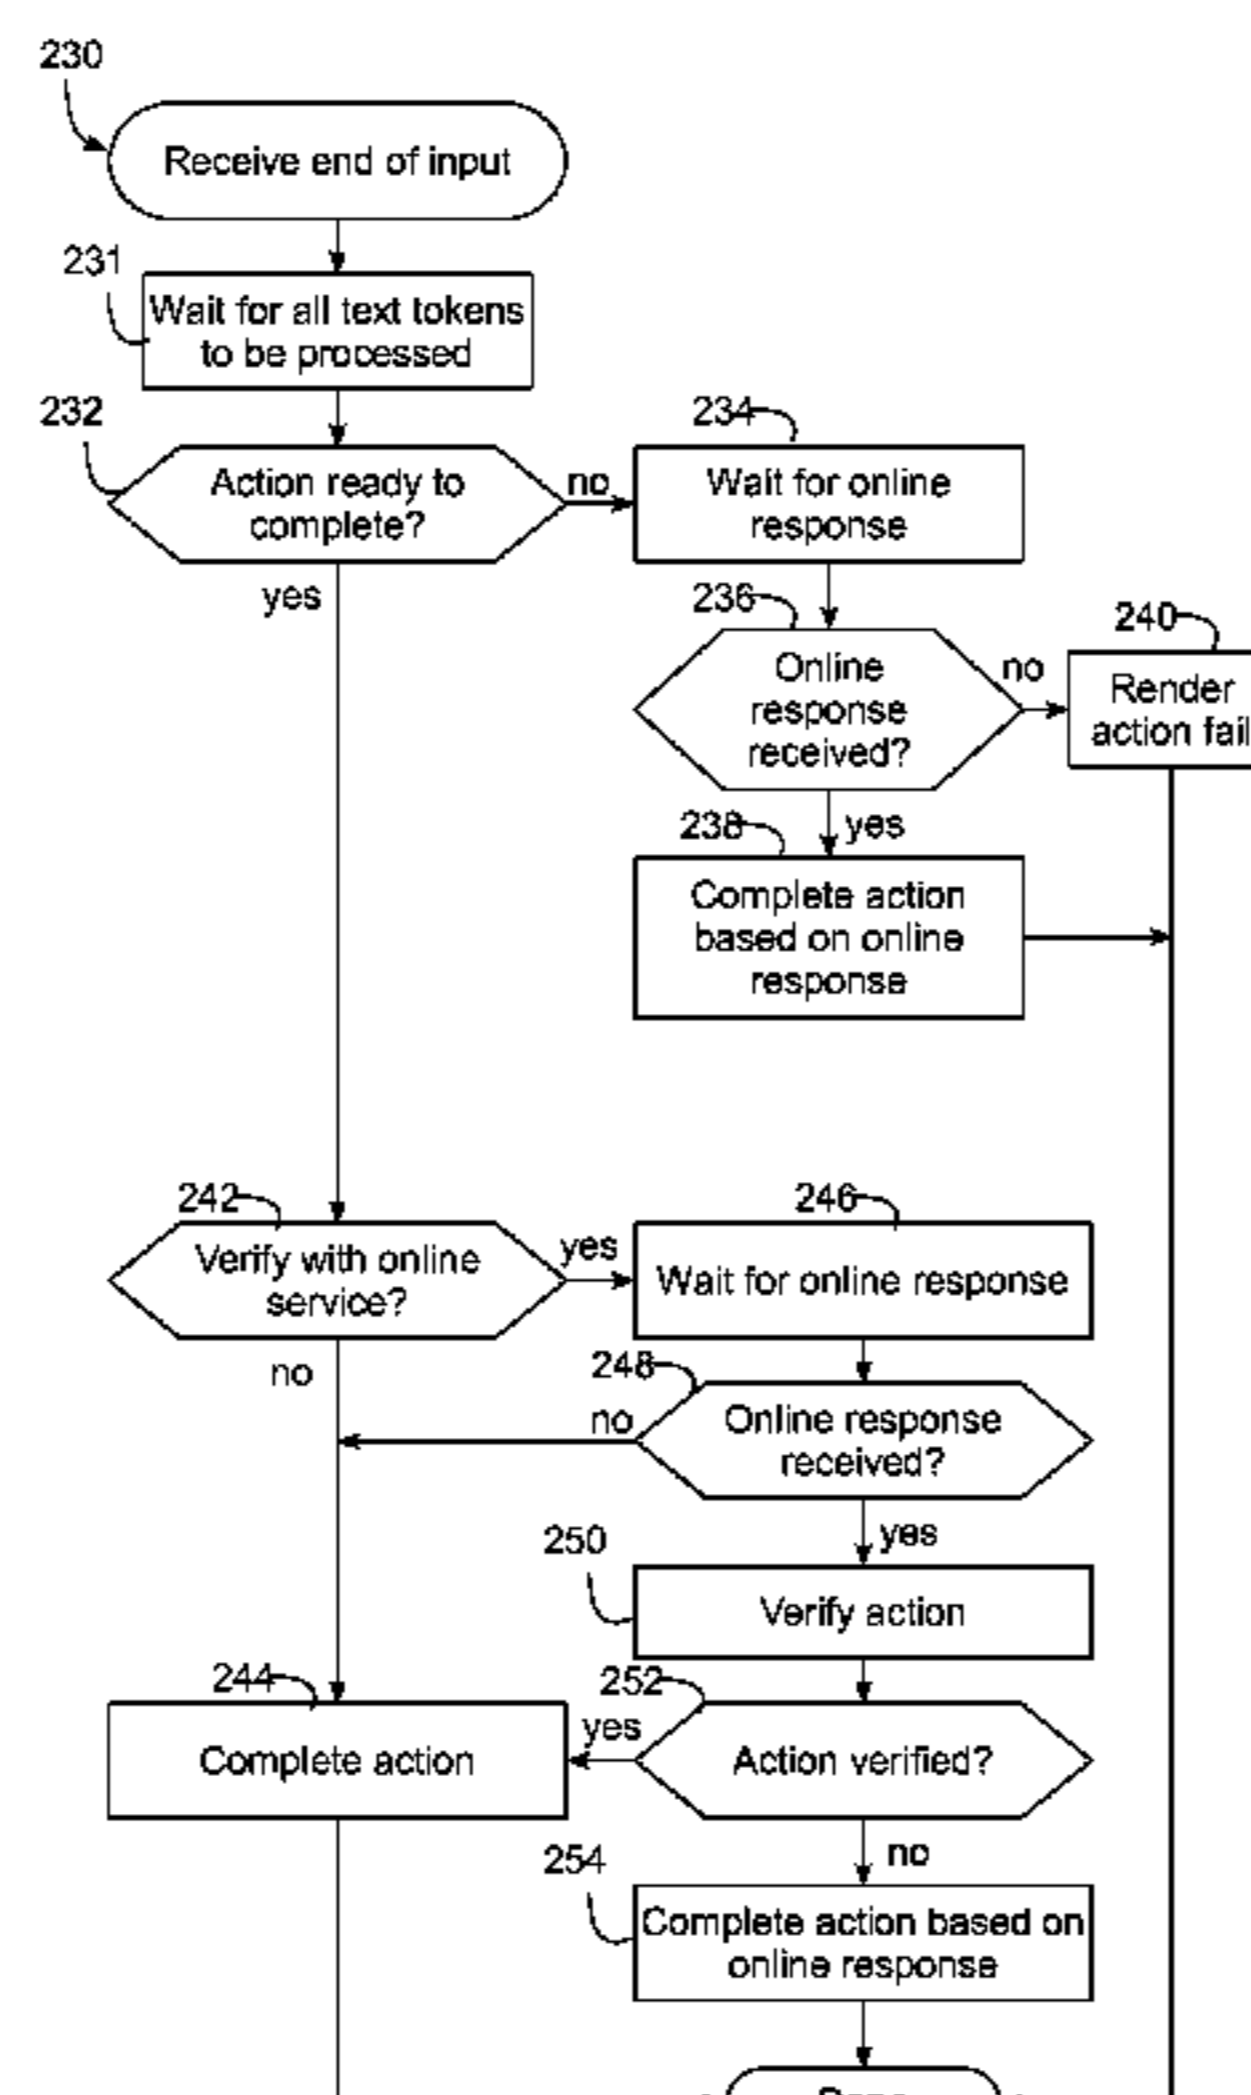 230
Receive end of input
231
Wait for all text tokens
to be processed
232
Action ready to
complete?
no
yes
234
Wait for online
response
236
Online
response
received?
no
yes
240
Render
action fail
238
Complete action
based on online
response
242
Verify with online
service?
yes
no
246
Wait for online response
248
Online response
received?
no
yes
250
Verify action
244
Complete action
252
Action verified?
yes
no
254
Complete action based on
online response